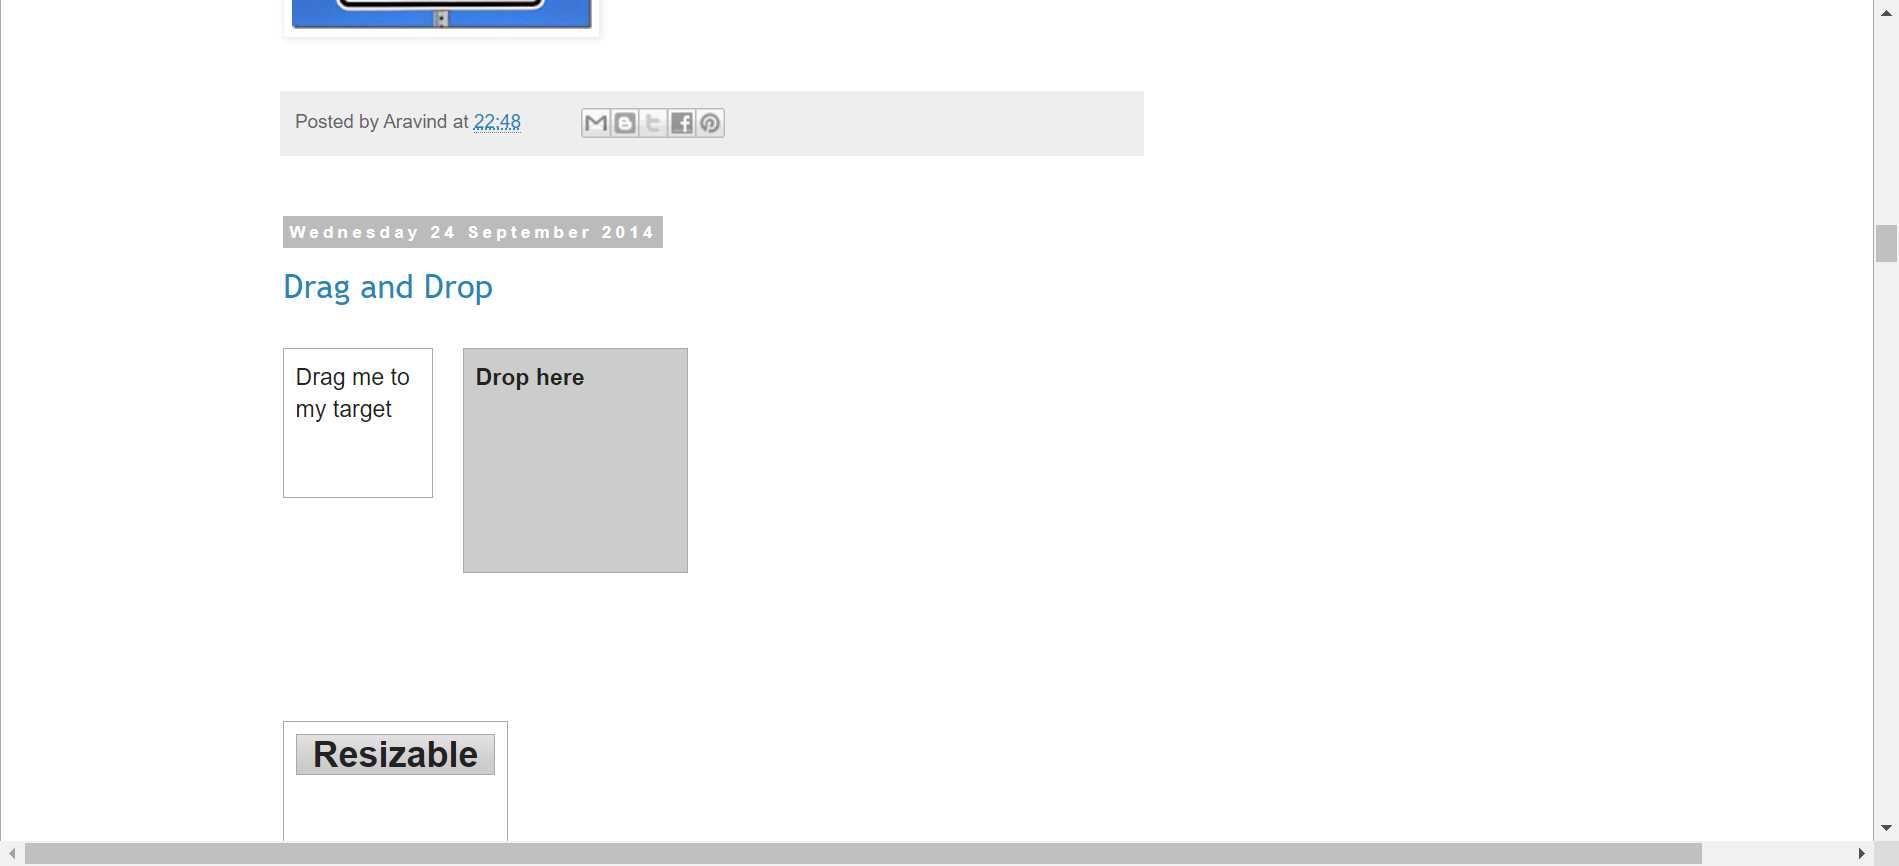 Posted by Aravind at 22:48
Wednesday 24 September 2014
Drag and Drop
Drag me to
my target
Drop here
Resizable